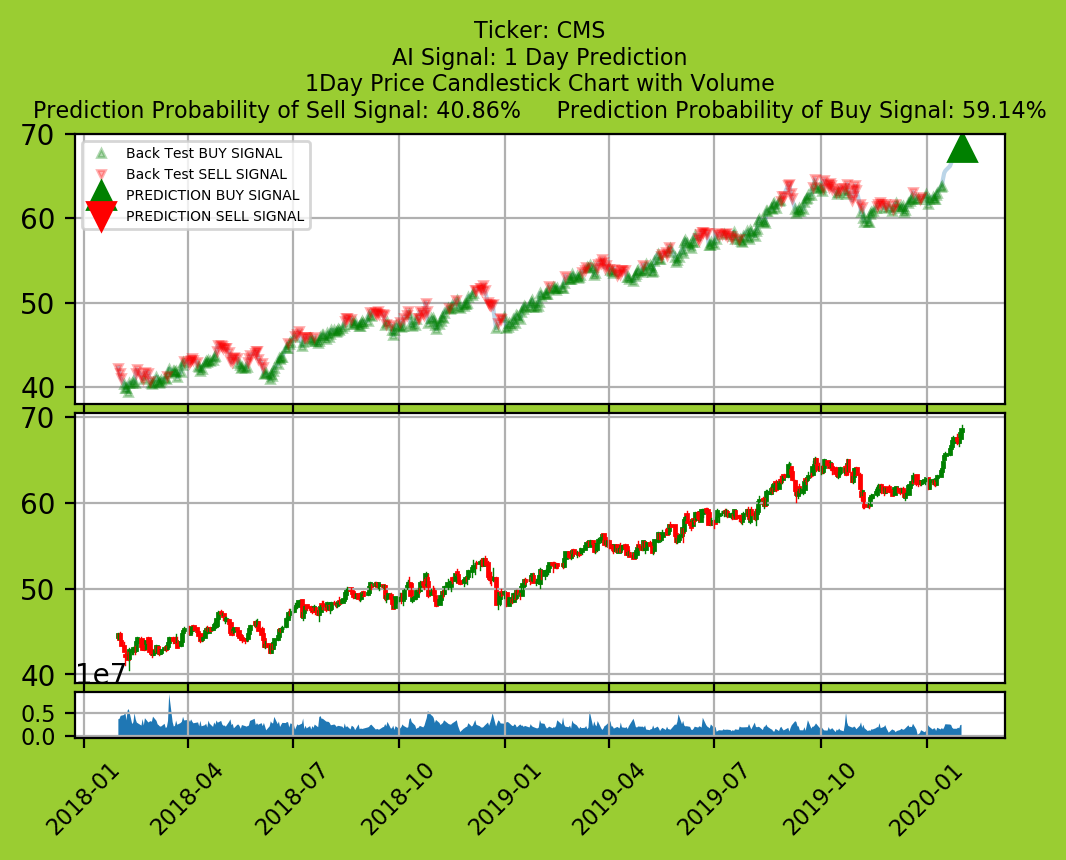 Ticker: CMS
AI Signal: 1 Day Prediction
1Day Price Candlestick Chart with Volume
Prediction Probability of Sell Signal: 40.86%     Prediction Probability of Buy Signal: 59.14%
70
60
50
40
Back Test BUY SIGNAL
Back Test SELL SIGNAL
PREDICTION BUY SIGNAL
PREDICTION SELL SIGNAL
70
60
50
40
1e7
0.5
0.0
2018-01
2018-04
2018-07
2018-10
2019-01
2019-04
2019-07
2019-10
2020-01